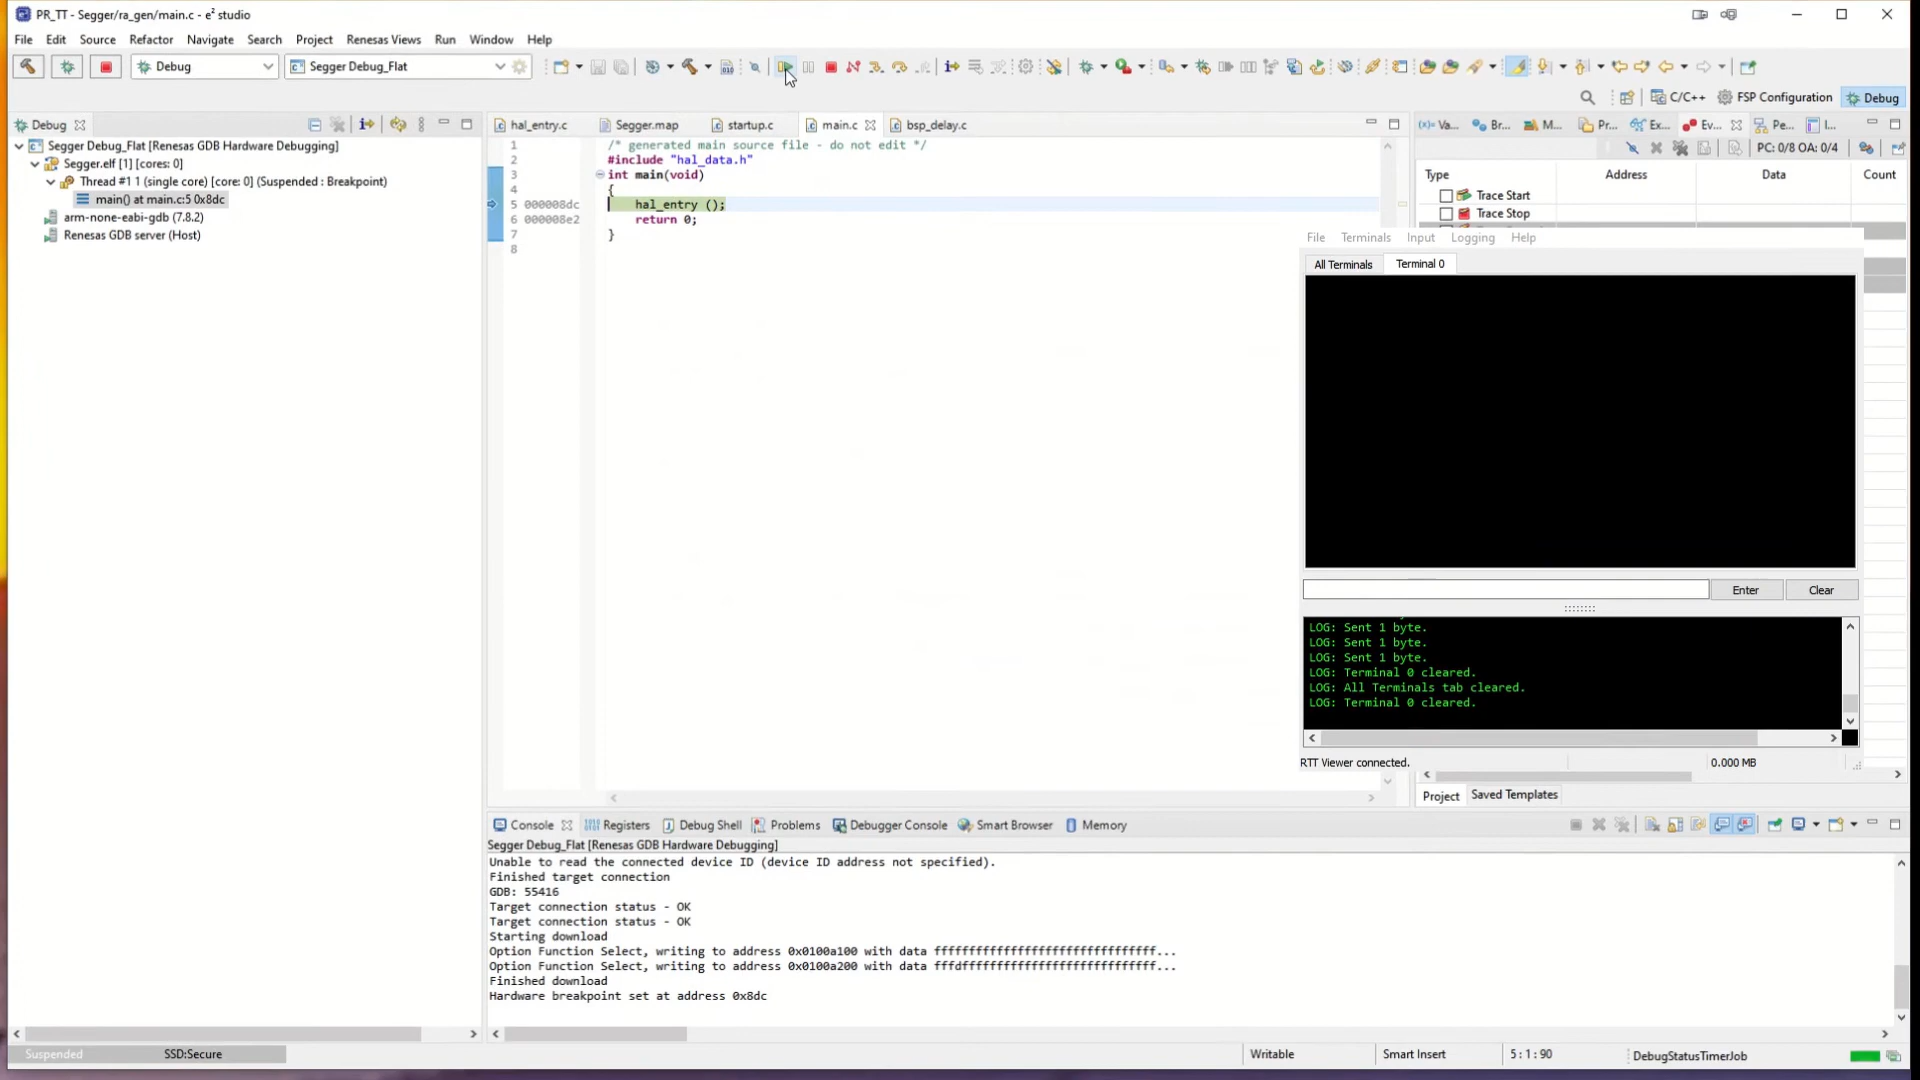 PR_TT - Segger/ra_gen/main.c - e² studio
File Edit Source Refactor Navigate Search Project Renesas Views Run Window Help
Debug Segger Debug_Flat
C/C++ FSP Configuration Debug
Debug
Segger Debug_Flat [Renesas GDB Hardware Debugging]
Segger.elf [1] [cores: 0]
Thread #1 1 (single core) [core: 0] (Suspended : Breakpoint)
main() at main.c:5 0x8dc
arm-none-eabi-gdb (7.8.2)
Renesas GDB server (Host)
hal_entry.c Segger.map startup.c main.c bsp_delay.c
1 /* generated main source file - do not edit */
2 #include "hal_data.h"
3 int main(void)
4 {
5 000008dc hal_entry ();
6 000008e2 return 0;
7 }
8
Va... Br... M... Pr... Ex... Ev... Pe... I...
PC: 0/8 OA: 0/4
Type Address Data Count
Trace Start
Trace Stop
File Terminals Input Logging Help
All Terminals Terminal 0
Enter Clear
LOG: Sent 1 byte.
LOG: Sent 1 byte.
LOG: Sent 1 byte.
LOG: Terminal 0 cleared.
LOG: All Terminals tab cleared.
LOG: Terminal 0 cleared.
RTT Viewer connected. 0.000 MB
Project Saved Templates
Console Registers Debug Shell Problems Debugger Console Smart Browser Memory
Segger Debug_Flat [Renesas GDB Hardware Debugging]
Unable to read the connected device ID (device ID address not specified).
Finished target connection
GDB: 55416
Target connection status - OK
Target connection status - OK
Starting download
Option Function Select, writing to address 0x0100a100 with data ffffffffffffffffffffffffffffffff...
Option Function Select, writing to address 0x0100a200 with data fffdffffffffffffffffffffffffffff...
Finished download
Hardware breakpoint set at address 0x8dc
Suspended SSD:Secure Writable Smart Insert 5 : 1 : 90 DebugStatusTimerJob